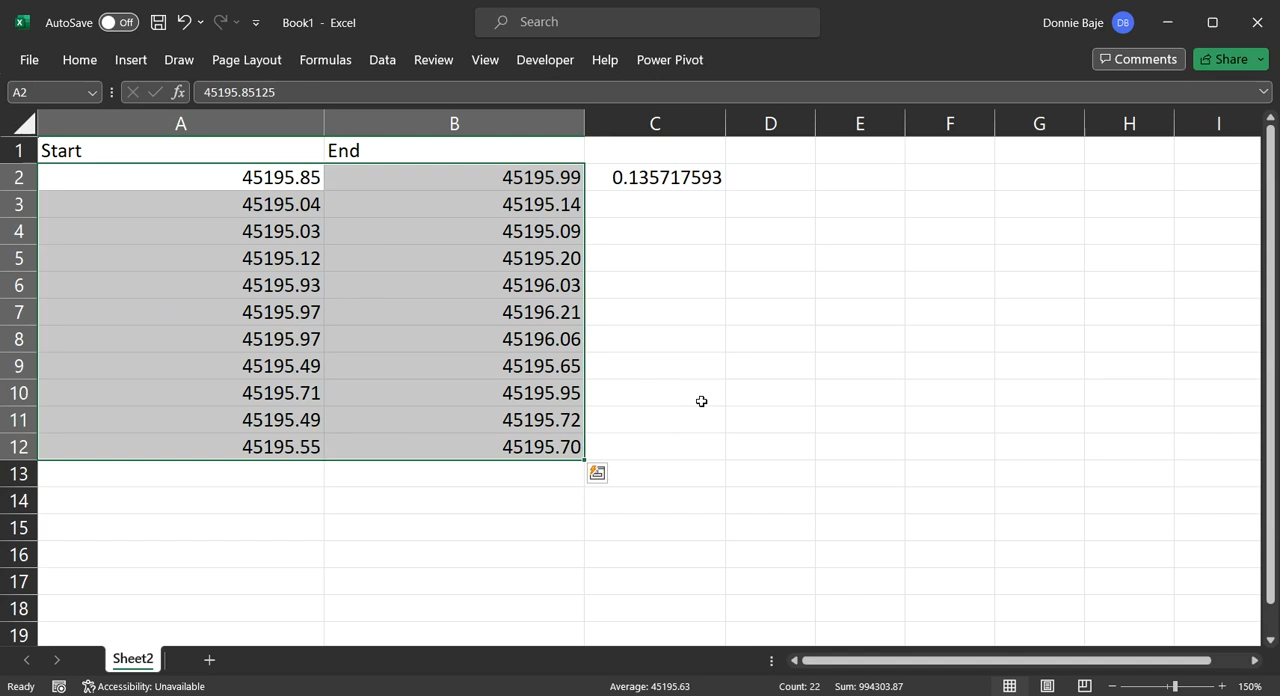 AutoSave Off Book1 - Excel Search Donnie Baje DB
File Home Insert Draw Page Layout Formulas Data Review View Developer Help Power Pivot Comments Share
A2 fx 45195.85125
A B C D E F G H I
1 Start End
2 45195.85 45195.99 0.135717593
3 45195.04 45195.14
4 45195.03 45195.09
5 45195.12 45195.20
6 45195.93 45196.03
7 45195.97 45196.21
8 45195.97 45196.06
9 45195.49 45195.65
10 45195.71 45195.95
11 45195.49 45195.72
12 45195.55 45195.70
13
14
15
16
17
18
19
Sheet2
Ready Accessibility: Unavailable Average: 45195.63 Count: 22 Sum: 994303.87 150%